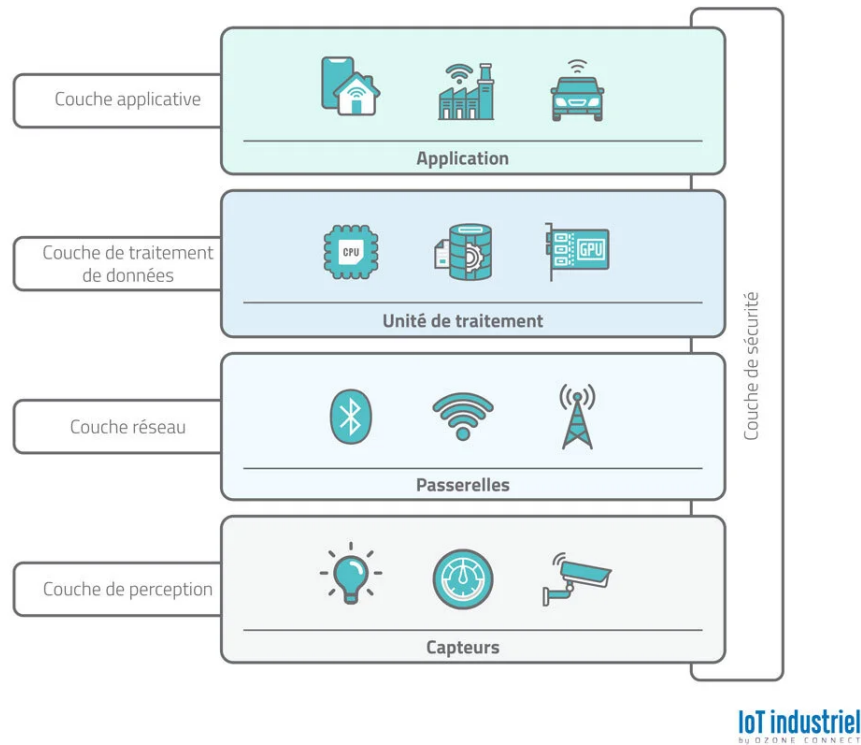 Couche applicative
Application
Couche de traitement
de données
CPU
GPU
Unité de traitement
Couche réseau
Passerelles
Couche de perception
Capteurs
Couche de sécurité
IoT industriel
by OZONE CONNECT